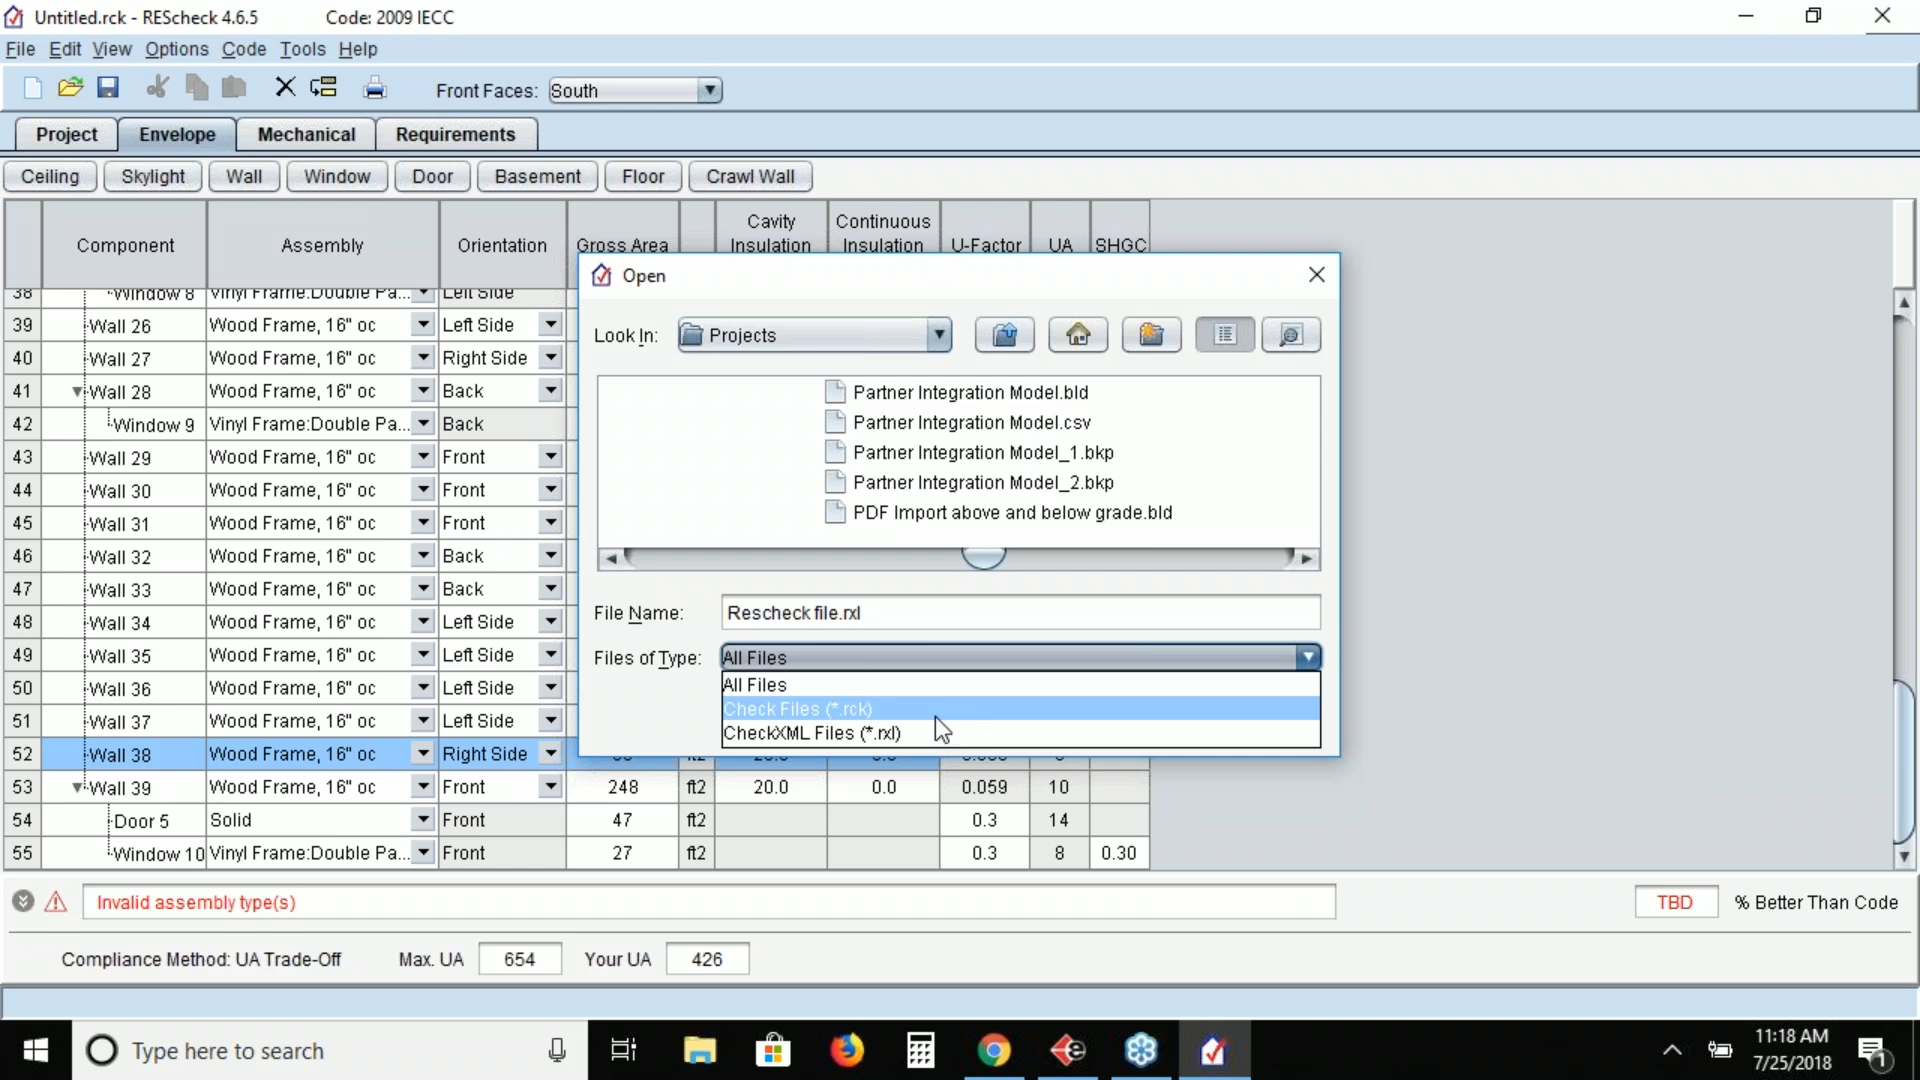 Untitled.rck - REScheck 4.6.5 Code: 2009 IECC
File Edit View Options Code Tools Help
Front Faces: South
Project Envelope Mechanical Requirements
Ceiling Skylight Wall Window Door Basement Floor Crawl Wall
Component Assembly Orientation Gross Area Cavity Insulation Continuous Insulation U-Factor UA SHGC
38 Window 8 Vinyl Frame:Double Pa... Left Side
39 Wall 26 Wood Frame, 16" oc Left Side
40 Wall 27 Wood Frame, 16" oc Right Side
41 Wall 28 Wood Frame, 16" oc Back
42 Window 9 Vinyl Frame:Double Pa... Back
43 Wall 29 Wood Frame, 16" oc Front
44 Wall 30 Wood Frame, 16" oc Front
45 Wall 31 Wood Frame, 16" oc Front
46 Wall 32 Wood Frame, 16" oc Back
47 Wall 33 Wood Frame, 16" oc Back
48 Wall 34 Wood Frame, 16" oc Left Side
49 Wall 35 Wood Frame, 16" oc Left Side
50 Wall 36 Wood Frame, 16" oc Left Side
51 Wall 37 Wood Frame, 16" oc Left Side
52 Wall 38 Wood Frame, 16" oc Right Side
53 Wall 39 Wood Frame, 16" oc Front 248 ft2 20.0 0.0 0.059 10
54 Door 5 Solid Front 47 ft2 0.3 14
55 Window 10 Vinyl Frame:Double Pa... Front 27 ft2 0.3 8 0.30
Open
Look In: Projects
Partner Integration Model.bld
Partner Integration Model.csv
Partner Integration Model_1.bkp
Partner Integration Model_2.bkp
PDF Import above and below grade.bld
File Name: Rescheck file.rxl
Files of Type: All Files
All Files
Check Files (*.rck)
CheckXML Files (*.rxl)
Invalid assembly type(s) TBD % Better Than Code
Compliance Method: UA Trade-Off Max. UA 654 Your UA 426
Type here to search
11:18 AM
7/25/2018
1